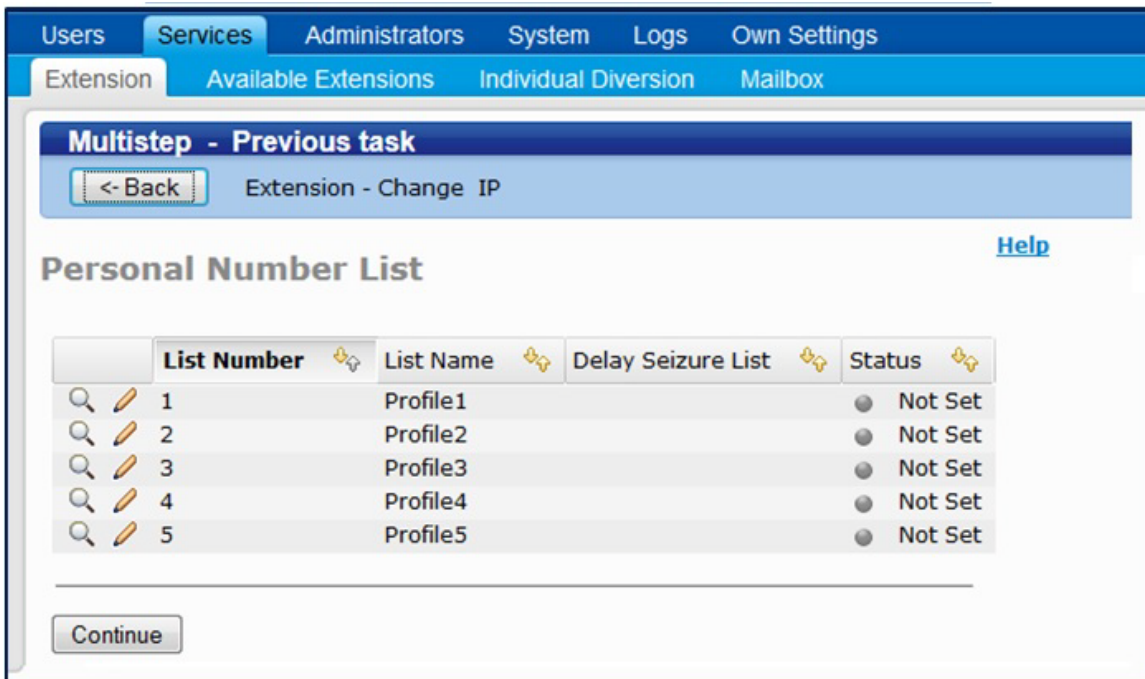 Users Services Administrators System Logs Own Settings
Extension Available Extensions Individual Diversion Mailbox
Multistep - Previous task
<- Back Extension - Change IP
Help
Personal Number List
List Number List Name Delay Seizure List Status
1 Profile1 Not Set
2 Profile2 Not Set
3 Profile3 Not Set
4 Profile4 Not Set
5 Profile5 Not Set
Continue